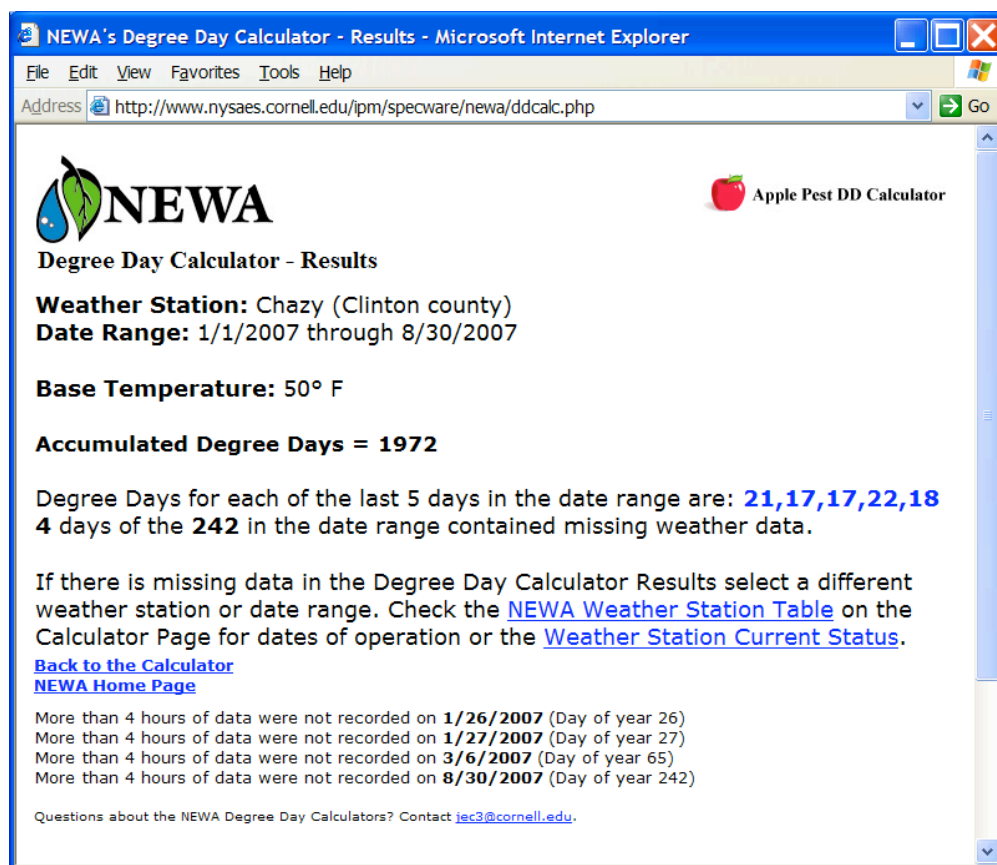 NEWA's Degree Day Calculator - Results - Microsoft Internet Explorer
File Edit View Favorites Tools Help
Address http://www.nysaes.cornell.edu/ipm/specware/newa/ddcalc.php Go
NEWA
Apple Pest DD Calculator
Degree Day Calculator - Results
Weather Station: Chazy (Clinton county)
Date Range: 1/1/2007 through 8/30/2007
Base Temperature: 50° F
Accumulated Degree Days = 1972
Degree Days for each of the last 5 days in the date range are: 21,17,17,22,18
4 days of the 242 in the date range contained missing weather data.
If there is missing data in the Degree Day Calculator Results select a different
weather station or date range. Check the NEWA Weather Station Table on the
Calculator Page for dates of operation or the Weather Station Current Status.
Back to the Calculator
NEWA Home Page
More than 4 hours of data were not recorded on 1/26/2007 (Day of year 26)
More than 4 hours of data were not recorded on 1/27/2007 (Day of year 27)
More than 4 hours of data were not recorded on 3/6/2007 (Day of year 65)
More than 4 hours of data were not recorded on 8/30/2007 (Day of year 242)
Questions about the NEWA Degree Day Calculators? Contact jec3@cornell.edu.